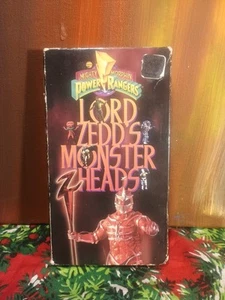 MIGHTY MORPHIN
POWER RANGERS
LORD
ZEDD'S
MONSTER
HEADS